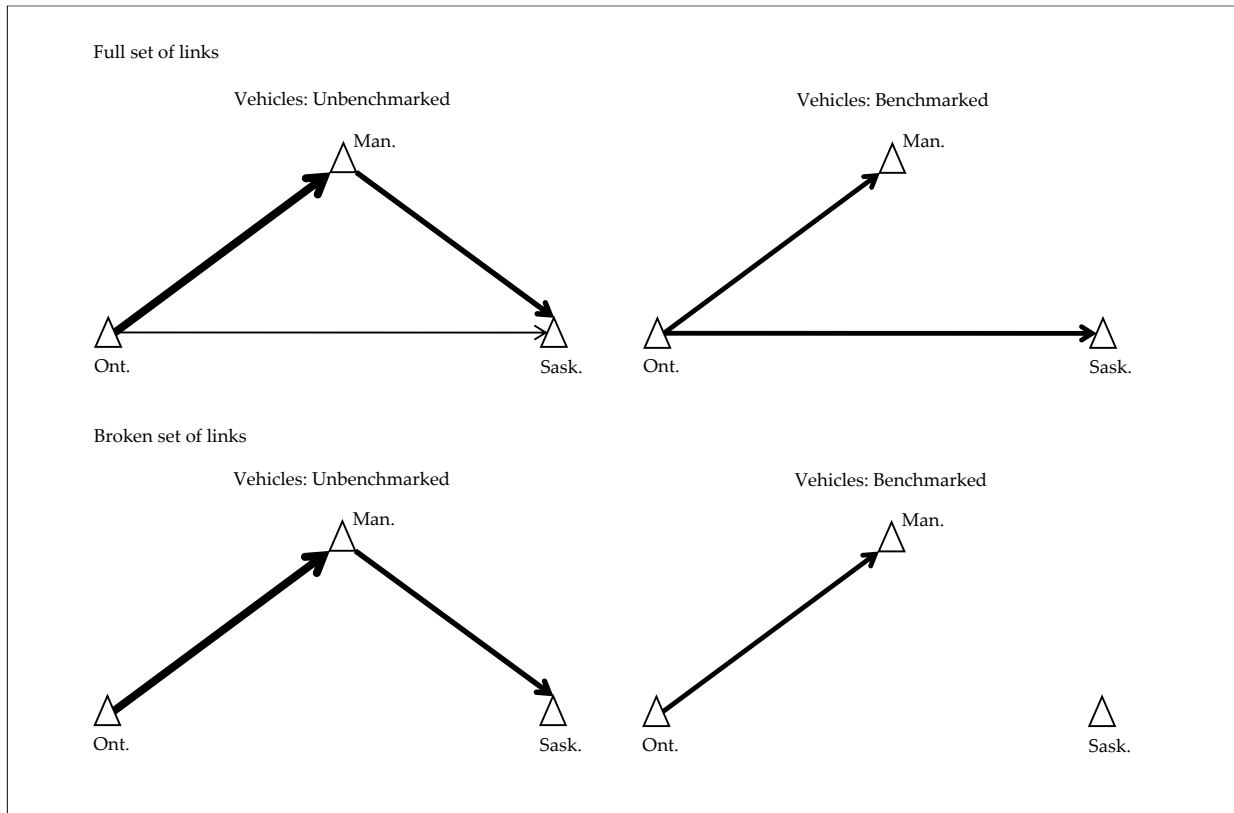 Full set of links
Vehicles: Unbenchmarked
Man.
Ont.
Sask.
Vehicles: Benchmarked
Man.
Ont.
Sask.
Broken set of links
Vehicles: Unbenchmarked
Man.
Ont.
Sask.
Vehicles: Benchmarked
Man.
Ont.
Sask.